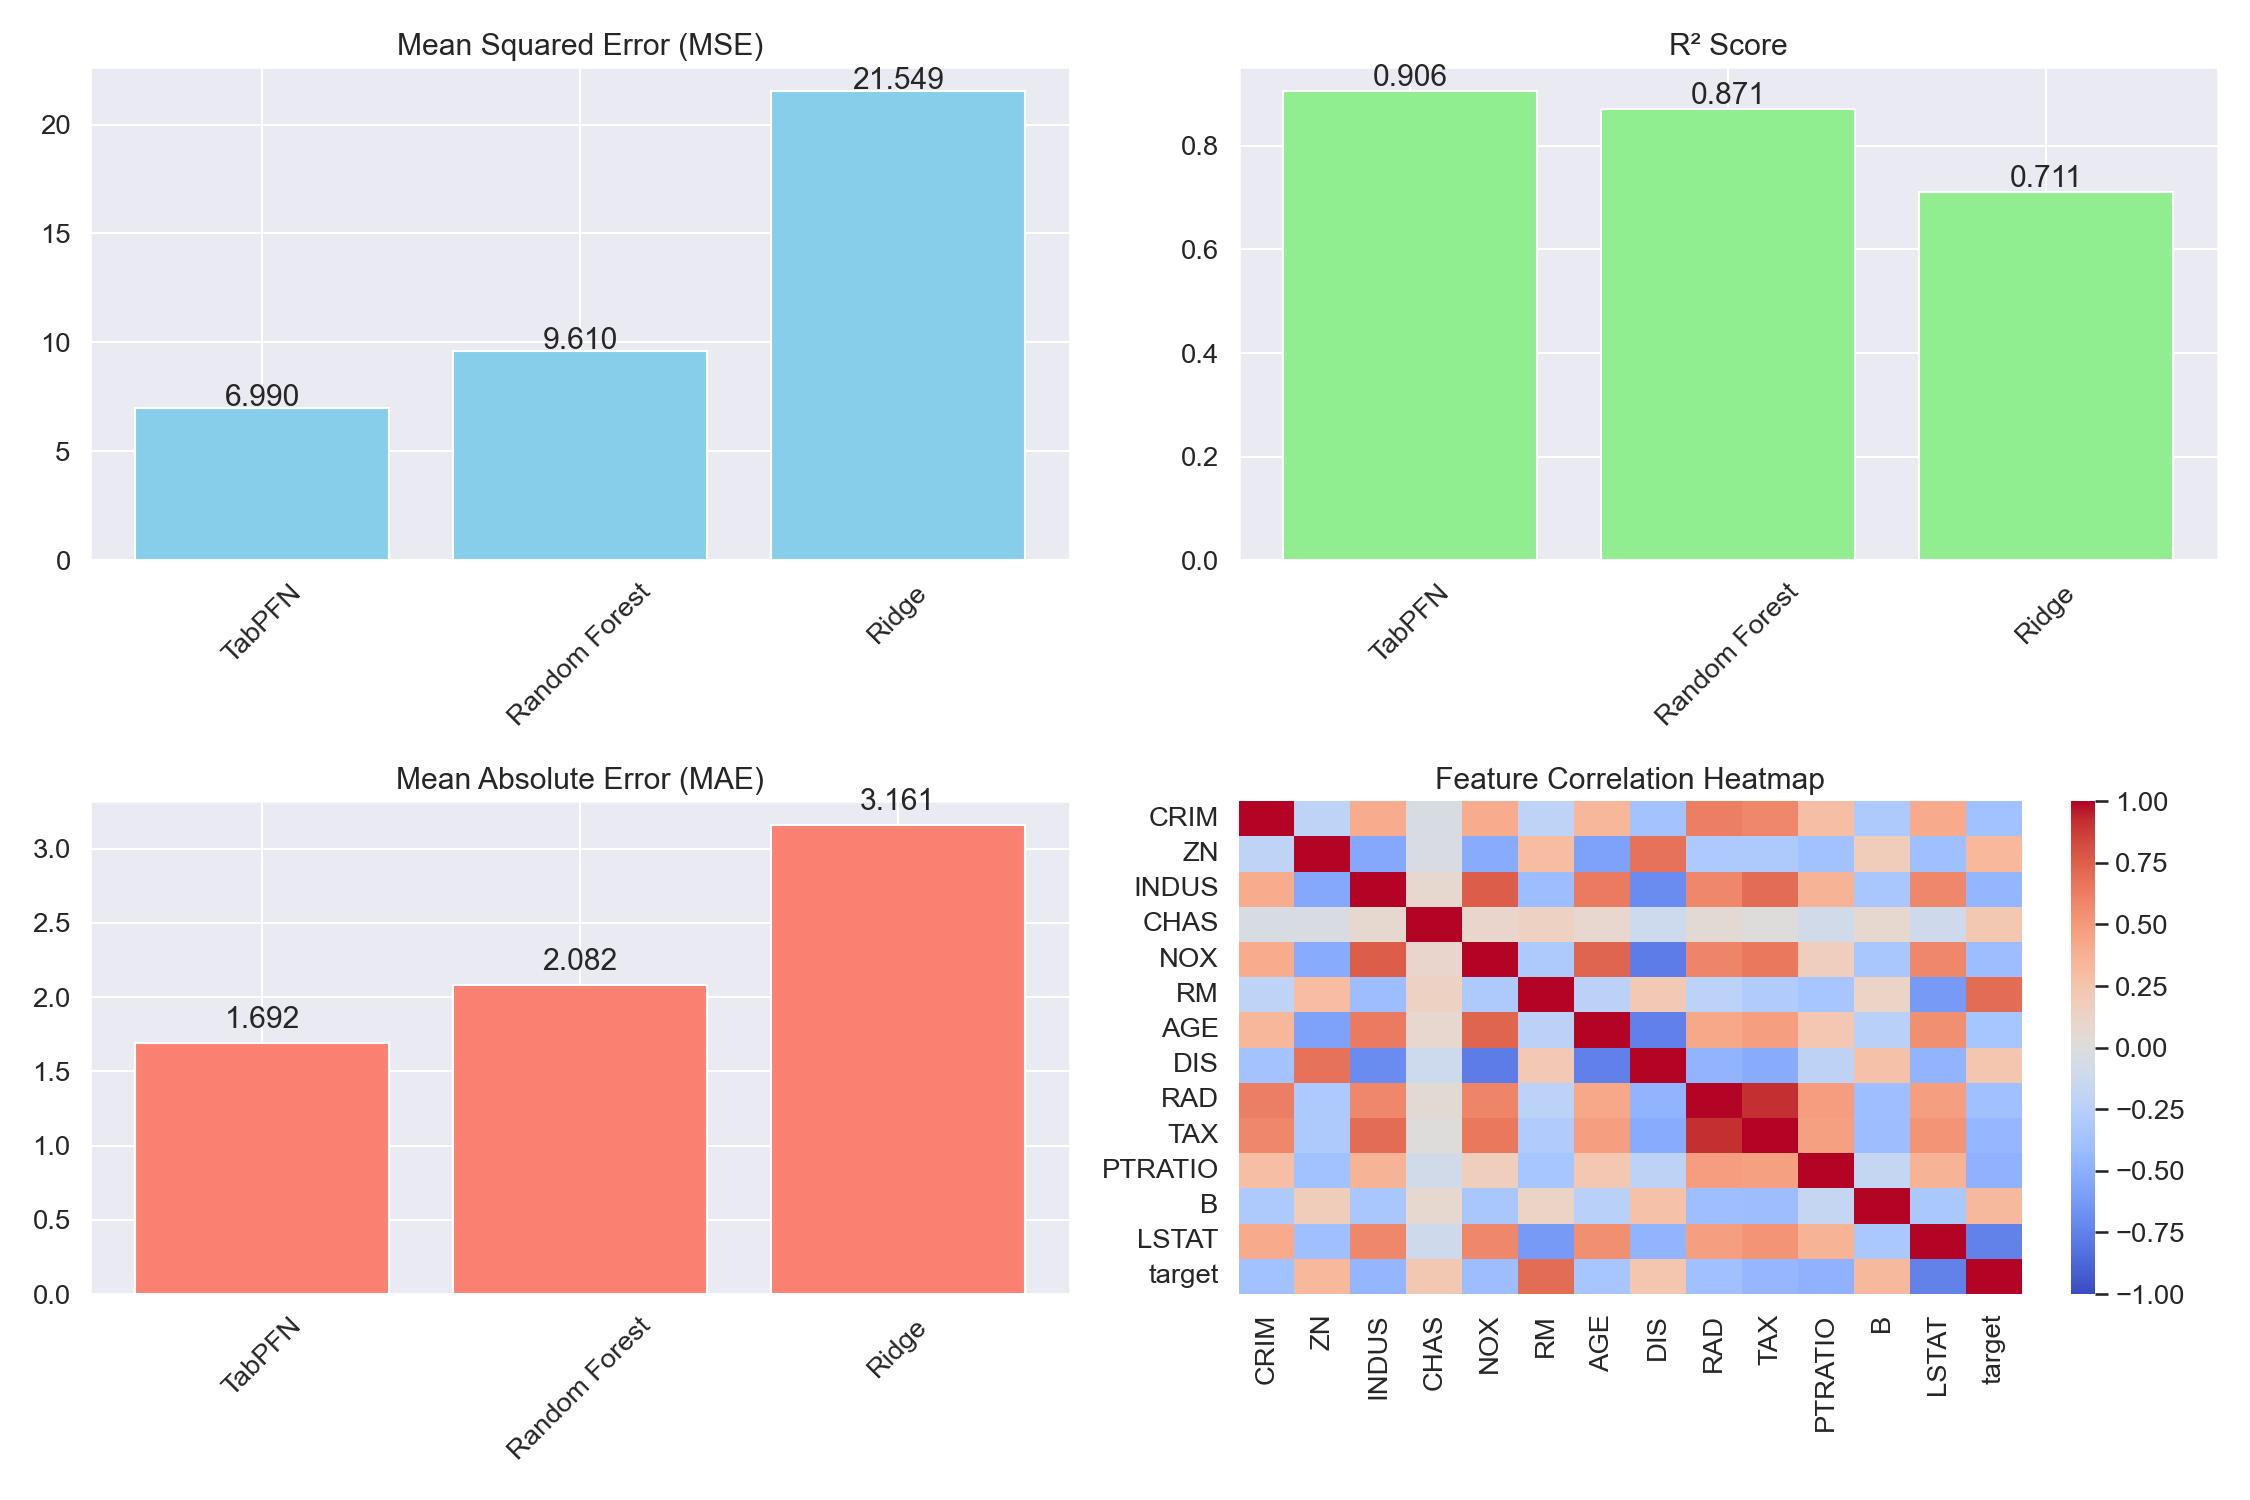 Mean Squared Error (MSE)
20
15
10
5
0
6.990
9.610
21.549
TabPFN
Random Forest
Ridge
R² Score
0.8
0.6
0.4
0.2
0.0
0.906
0.871
0.711
TabPFN
Random Forest
Ridge
Mean Absolute Error (MAE)
3.0
2.5
2.0
1.5
1.0
0.5
0.0
1.692
2.082
3.161
TabPFN
Random Forest
Ridge
Feature Correlation Heatmap
CRIM
ZN
INDUS
CHAS
NOX
RM
AGE
DIS
RAD
TAX
PTRATIO
B
LSTAT
target
CRIM
ZN
INDUS
CHAS
NOX
RM
AGE
DIS
RAD
TAX
PTRATIO
B
LSTAT
target
1.00
0.75
0.50
0.25
0.00
−0.25
−0.50
−0.75
−1.00